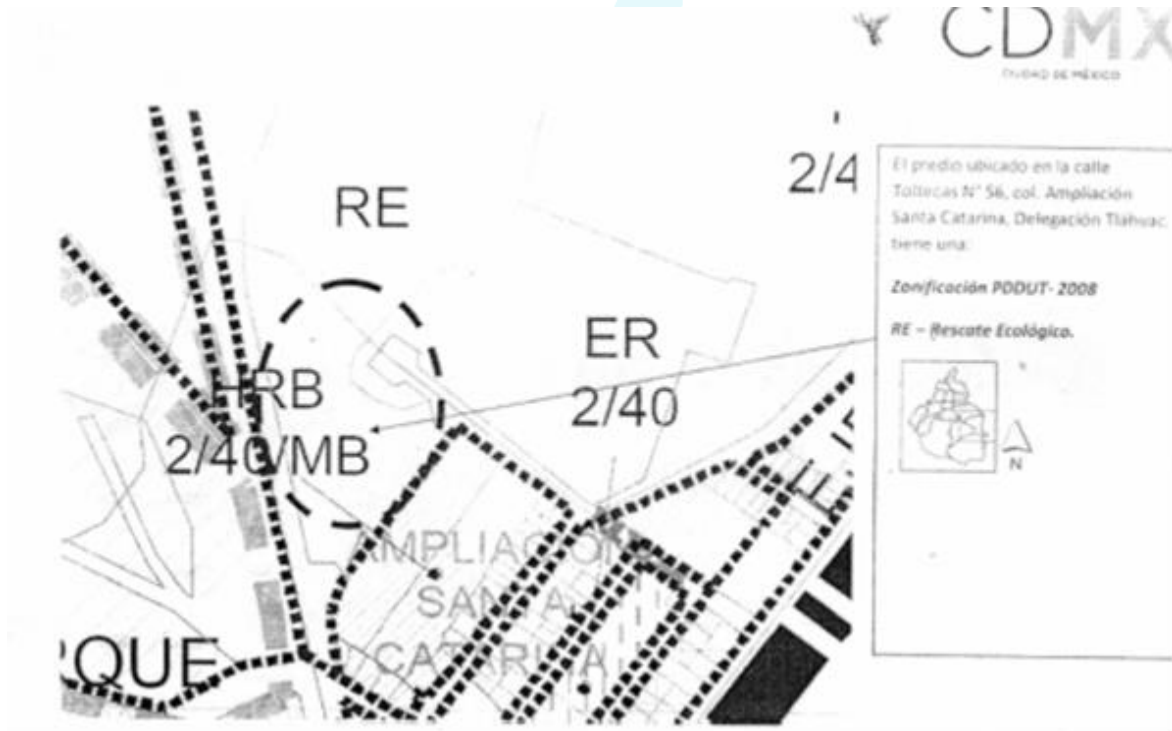 CDMX
CIUDAD DE MÉXICO
RE
2/4
El predio ubicado en la calle
Toltecas N° 56, col. Ampliación
Santa Catarina, Delegación Tláhuac.
tiene una:
Zonificación PDDUT- 2008
RE – Rescate Ecológico.
ER
2/40
HRB
2/40/MB
N
AMPLIACION
SANTA
CATARINA
RQUE